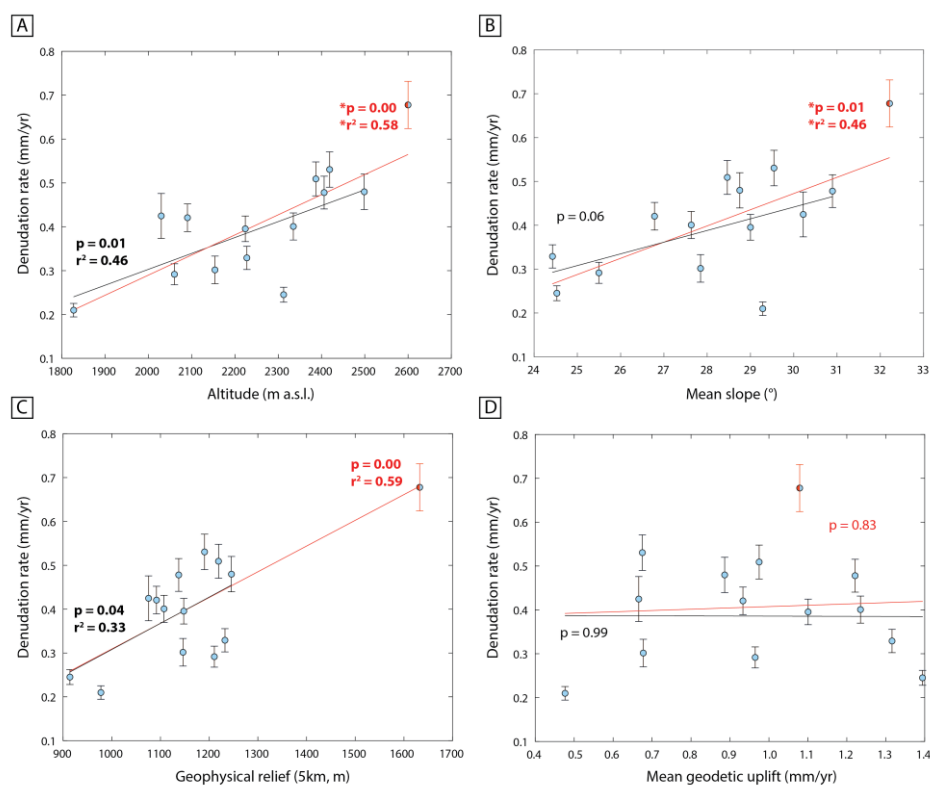 A
0.8
0.7
0.6
0.5
0.4
0.3
0.2
0.1
Denudation rate (mm/yr)
*p = 0.00
*r² = 0.58
p = 0.01
r² = 0.46
1800 1900 2000 2100 2200 2300 2400 2500 2600 2700
Altitude (m a.s.l.)
B
0.8
0.7
0.6
0.5
0.4
0.3
0.2
0.1
Denudation rate (mm/yr)
*p = 0.01
*r² = 0.46
p = 0.06
24 25 26 27 28 29 30 31 32 33
Mean slope (°)
C
0.8
0.7
0.6
0.5
0.4
0.3
0.2
0.1
Denudation rate (mm/yr)
p = 0.00
r² = 0.59
p = 0.04
r² = 0.33
900 1000 1100 1200 1300 1400 1500 1600 1700
Geophysical relief (5km, m)
D
0.8
0.7
0.6
0.5
0.4
0.3
0.2
0.1
Denudation rate (mm/yr)
p = 0.83
p = 0.99
0.4 0.5 0.6 0.7 0.8 0.9 1.0 1.1 1.2 1.3 1.4
Mean geodetic uplift (mm/yr)